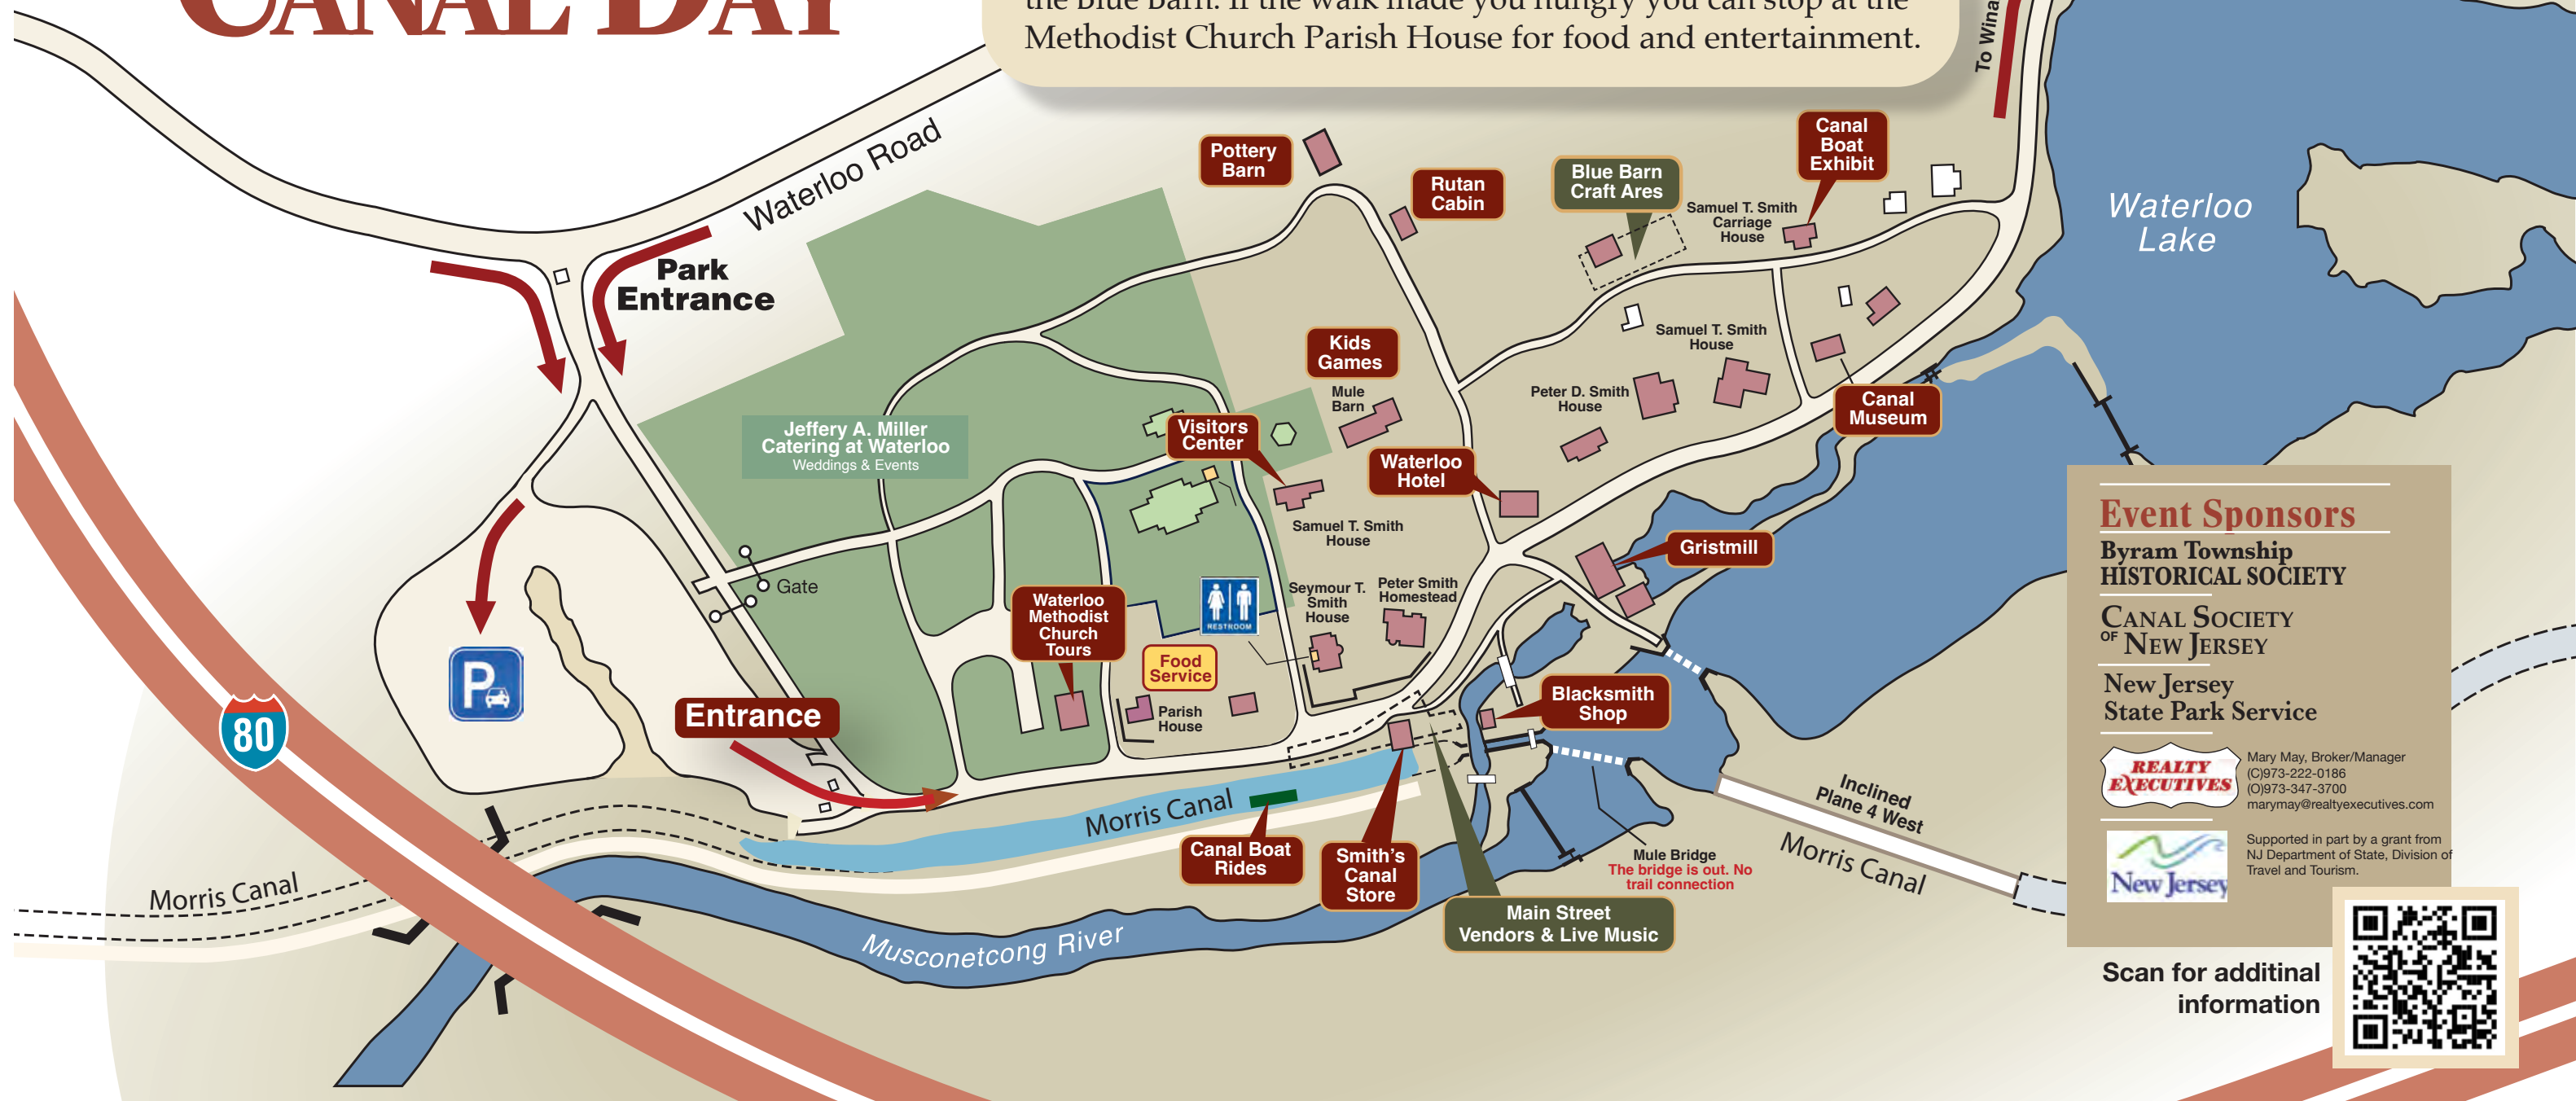 CANAL DAY
the Blue Barn. If the walk made you hungry you can stop at the
Methodist Church Parish House for food and entertainment.
To Wina
Waterloo Road
Park
Entrance
Pottery
Barn
Rutan
Cabin
Blue Barn
Craft Ares
Canal
Boat
Exhibit
Samuel T. Smith
Carriage
House
Waterloo
Lake
Kids
Games
Mule
Barn
Samuel T. Smith
House
Peter D. Smith
House
Canal
Museum
Jeffery A. Miller
Catering at Waterloo
Weddings & Events
Visitors
Center
Waterloo
Hotel
Samuel T. Smith
House
Gristmill
Gate
Waterloo
Methodist
Church
Tours
RESTROOM
Seymour T.
Smith
House
Peter Smith
Homestead
Food
Service
Parish
House
P
80
Entrance
Blacksmith
Shop
Morris Canal
Canal Boat
Rides
Smith's
Canal
Store
Main Street
Vendors & Live Music
Mule Bridge
The bridge is out. No
trail connection
Inclined
Plane 4 West
Morris Canal
Morris Canal
Musconetcong River
Event Sponsors
Byram Township
HISTORICAL SOCIETY
CANAL SOCIETY
OF NEW JERSEY
New Jersey
State Park Service
REALTY
EXECUTIVES
Mary May, Broker/Manager
(C)973-222-0186
(O)973-347-3700
marymay@realtyexecutives.com
New Jersey
Supported in part by a grant from
NJ Department of State, Division of
Travel and Tourism.
Scan for additinal
information